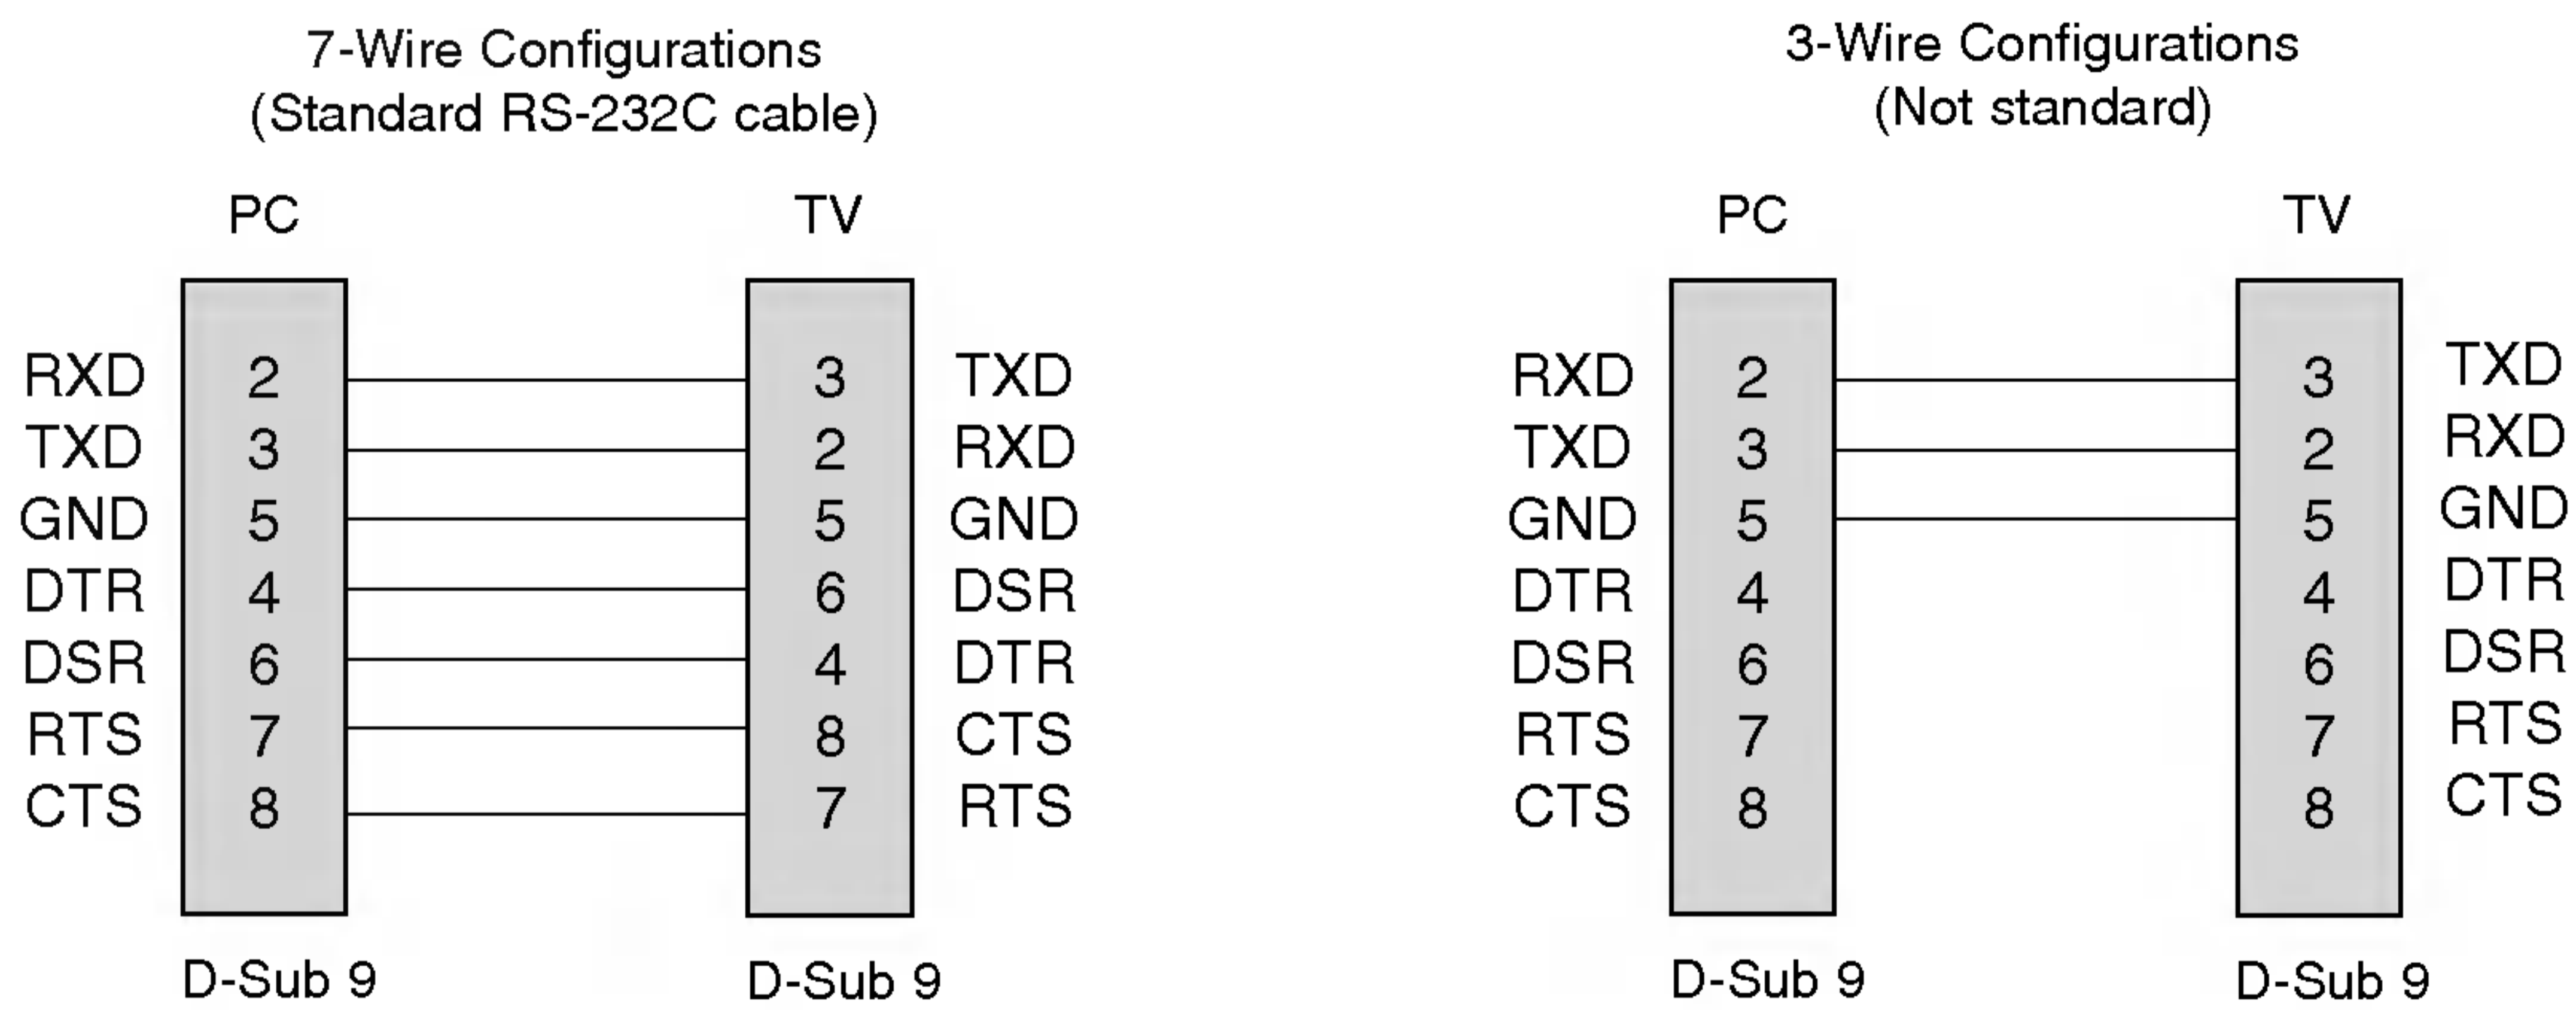 7-Wire Configurations
(Standard RS-232C cable)
PC TV
RXD 2 3 TXD
TXD 3 2 RXD
GND 5 5 GND
DTR 4 6 DSR
DSR 6 4 DTR
RTS 7 8 CTS
CTS 8 7 RTS
D-Sub 9 D-Sub 9
3-Wire Configurations
(Not standard)
PC TV
RXD 2 3 TXD
TXD 3 2 RXD
GND 5 5 GND
DTR 4 4 DTR
DSR 6 6 DSR
RTS 7 7 RTS
CTS 8 8 CTS
D-Sub 9 D-Sub 9